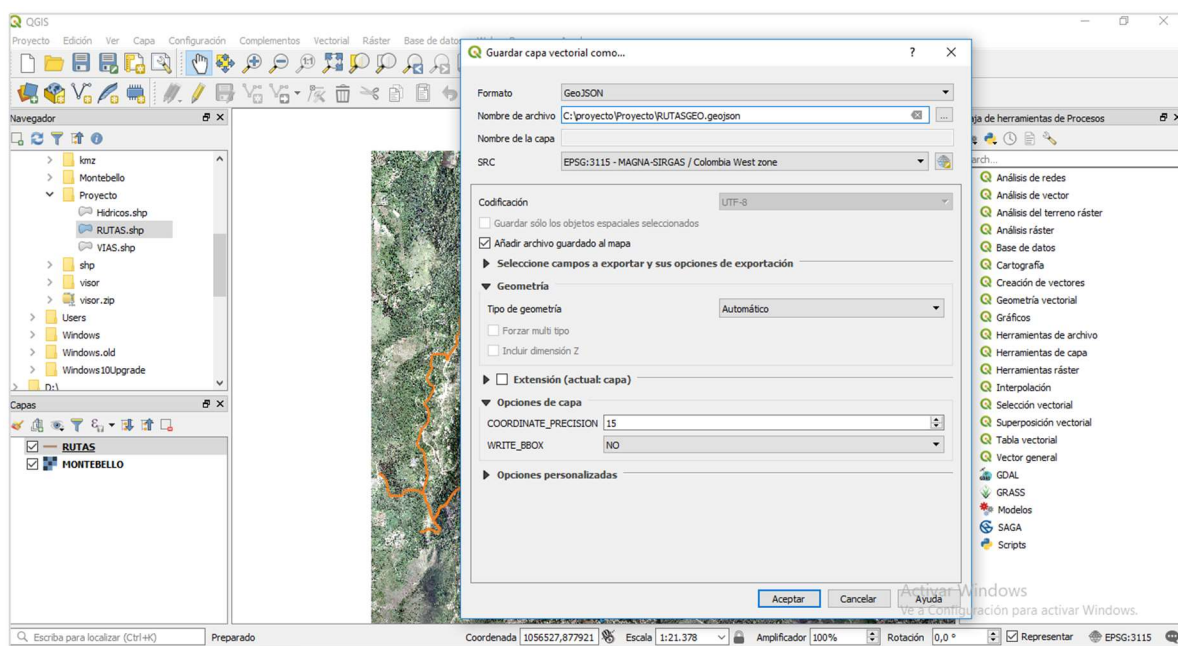 QGIS
Proyecto Edición Ver Capa Configuración Complementos Vectorial Ráster Base de datos
Guardar capa vectorial como...
Formato GeoJSON
Nombre de archivo C:\proyecto\Proyecto\RUTASGEO.geojson
Nombre de la capa
SRC EPSG:3115 - MAGNA-SIRGAS / Colombia West zone
Codificación UTF-8
Guardar sólo los objetos espaciales seleccionados
Añadir archivo guardado al mapa
Seleccione campos a exportar y sus opciones de exportación
Geometría
Tipo de geometría Automático
Forzar multi tipo
Incluir dimensión Z
Extensión (actual: capa)
Opciones de capa
COORDINATE_PRECISION 15
WRITE_BBOX NO
Opciones personalizadas
Aceptar Cancelar Ayuda
Navegador
kmz
Montebello
Proyecto
Hidricos.shp
RUTAS.shp
VIAS.shp
shp
visor
visor.zip
Users
Windows
Windows.old
Windows10Upgrade
D:\
Capas
RUTAS
MONTEBELLO
de herramientas de Procesos
Análisis de redes
Análisis de vector
Análisis del terreno ráster
Análisis ráster
Base de datos
Cartografía
Creación de vectores
Geometría vectorial
Gráficos
Herramientas de archivo
Herramientas de capa
Herramientas ráster
Interpolación
Selección vectorial
Superposición vectorial
Tabla vectorial
Vector general
GDAL
GRASS
Modelos
SAGA
Scripts
Activar Windows
Ve a Configuración para activar Windows.
Escriba para localizar (Ctrl+K) Preparado Coordenada 1056527,877921 Escala 1:21.378 Amplificador 100% Rotación 0,0 ° Representar EPSG:3115